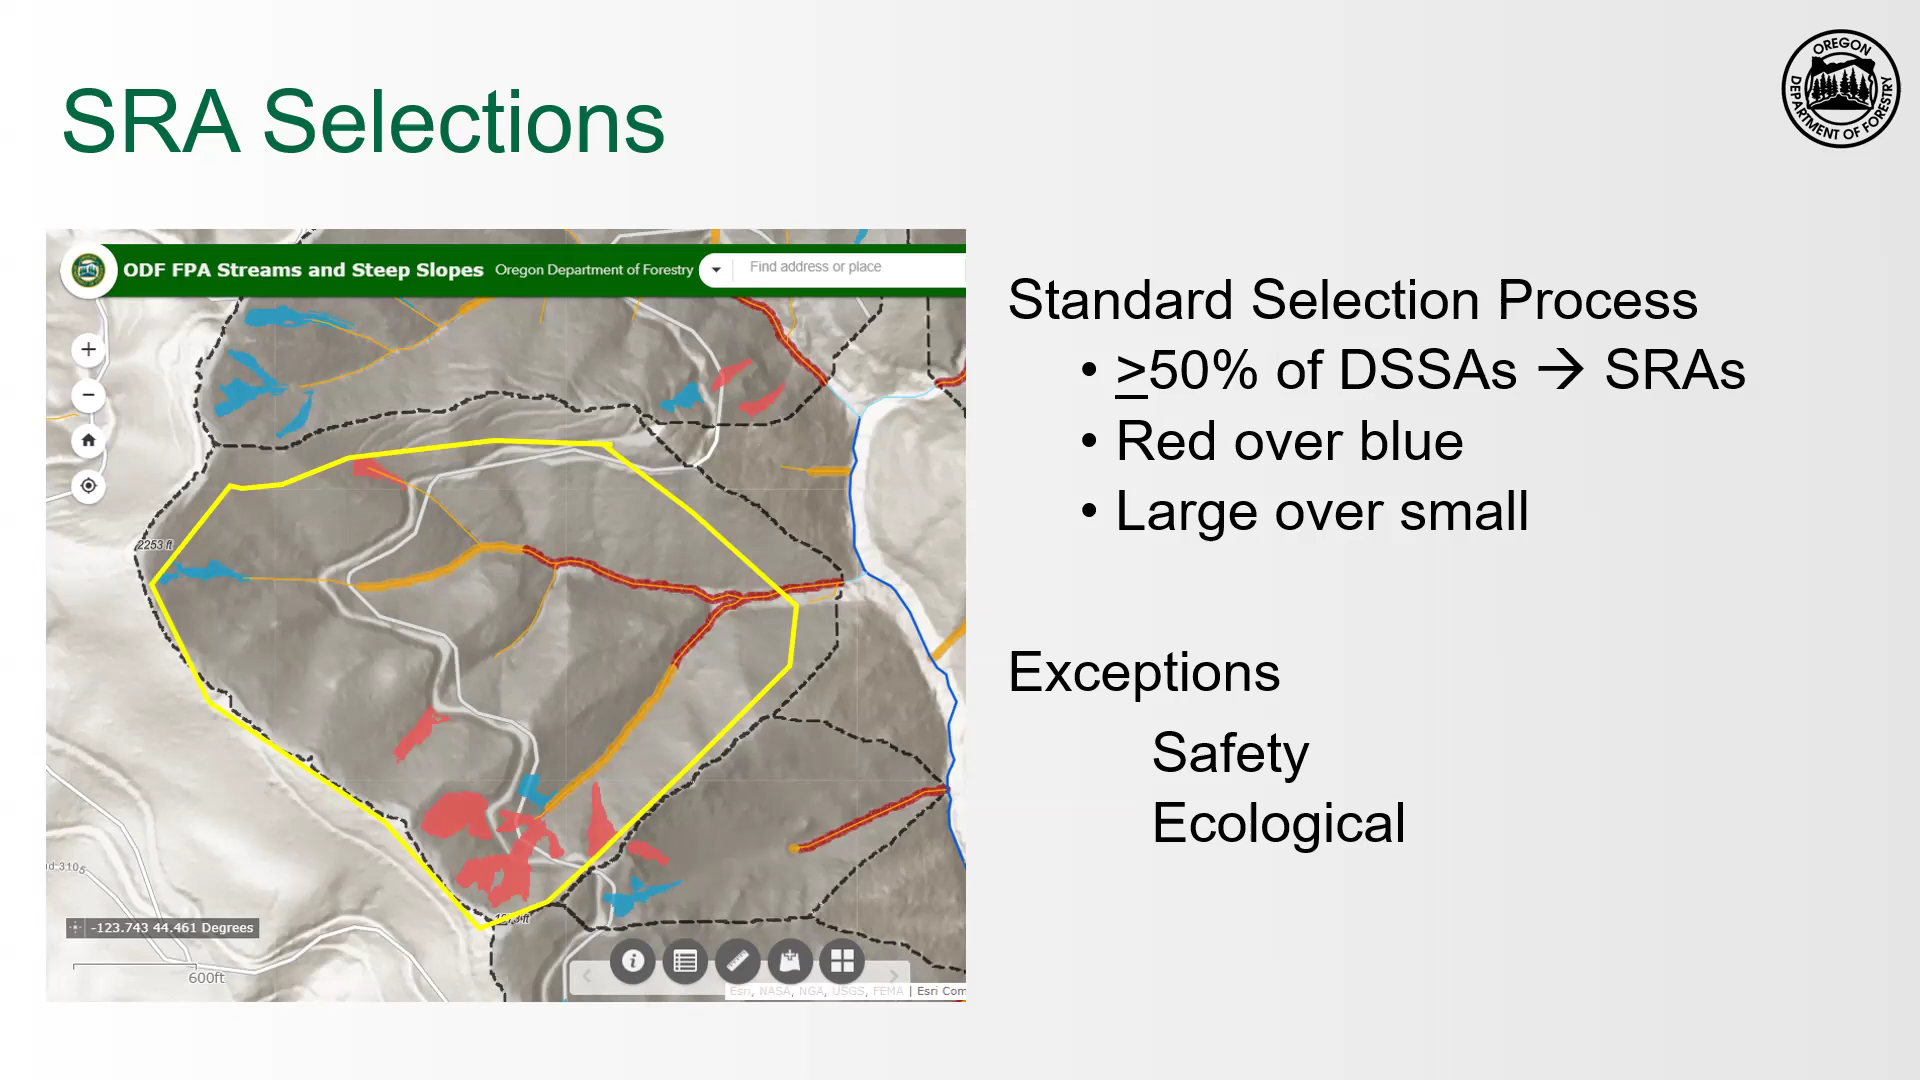 SRA Selections
OREGON
DEPARTMENT OF FORESTRY
ODF FPA Streams and Steep Slopes
Oregon Department of Forestry
Find address or place
+
−
2253 ft
-123.743 44.461 Degrees
600ft
Esri, NASA, NGA, USGS, FEMA | Esri Com
Standard Selection Process
• ≥50% of DSSAs → SRAs
• Red over blue
• Large over small
Exceptions
Safety
Ecological